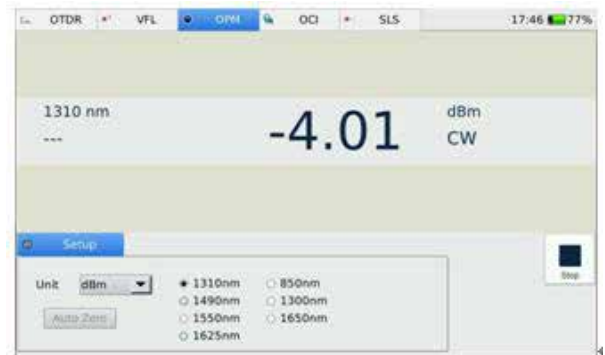 OTDR VFL OPM OCI SLS 17:46 77%
1310 nm
-4.01
dBm
---
CW
Setup
Unit dBm
1310nm 850nm
1490nm 1300nm
Auto Zero
1550nm 1650nm
1625nm
Stop